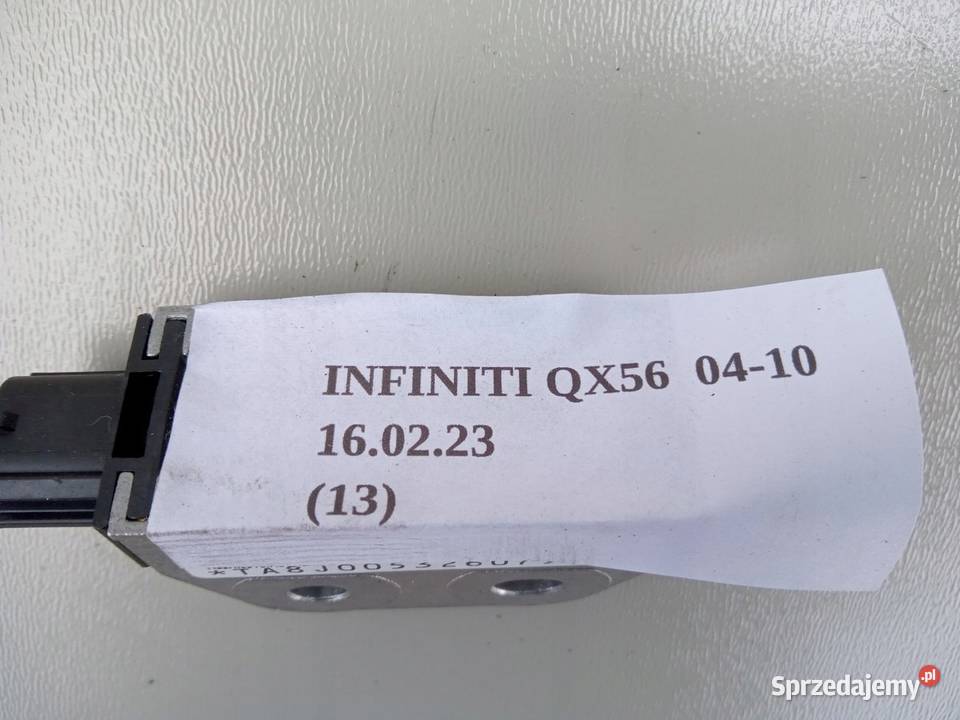 INFINITI QX56 04-10
16.02.23
(13)
Sprzedajemy.pl